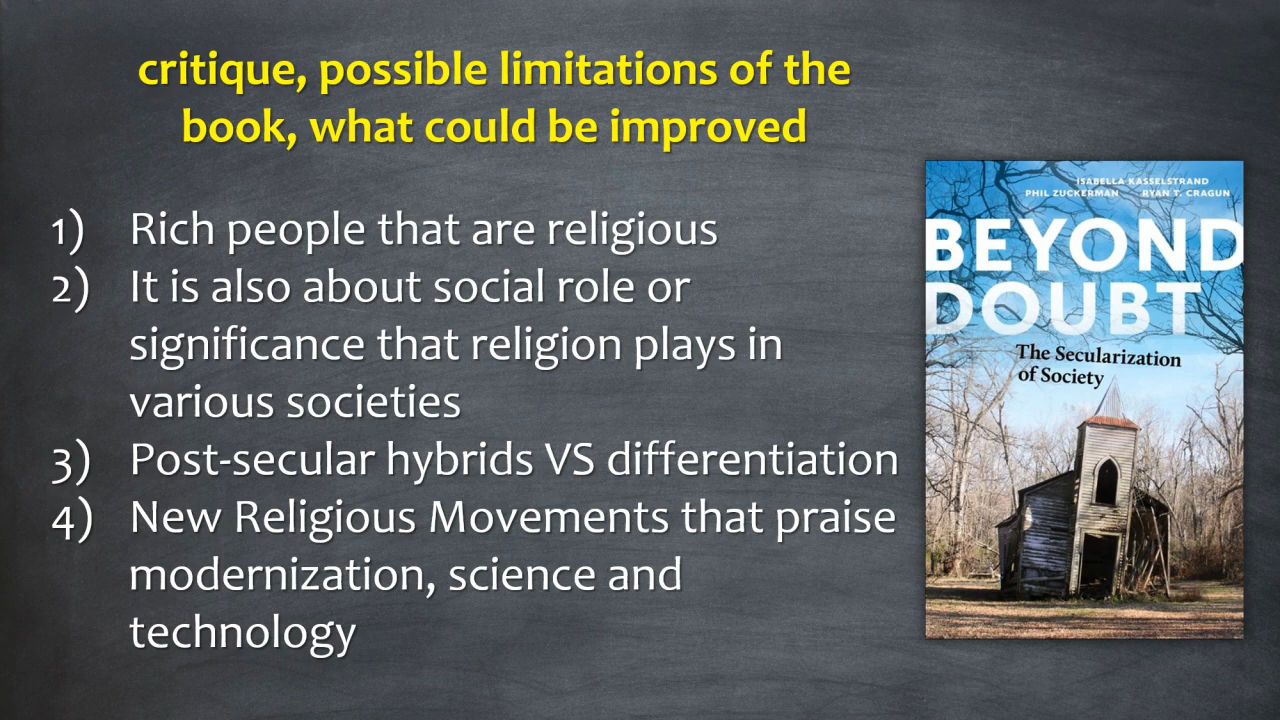 critique, possible limitations of the
book, what could be improved
1) Rich people that are religious
2) It is also about social role or
significance that religion plays in
various societies
3) Post-secular hybrids VS differentiation
4) New Religious Movements that praise
modernization, science and
technology
ISABELLA KASSELSTRAND
PHIL ZUCKERMAN RYAN T. CRAGUN
BEYOND
DOUBT
The Secularization
of Society